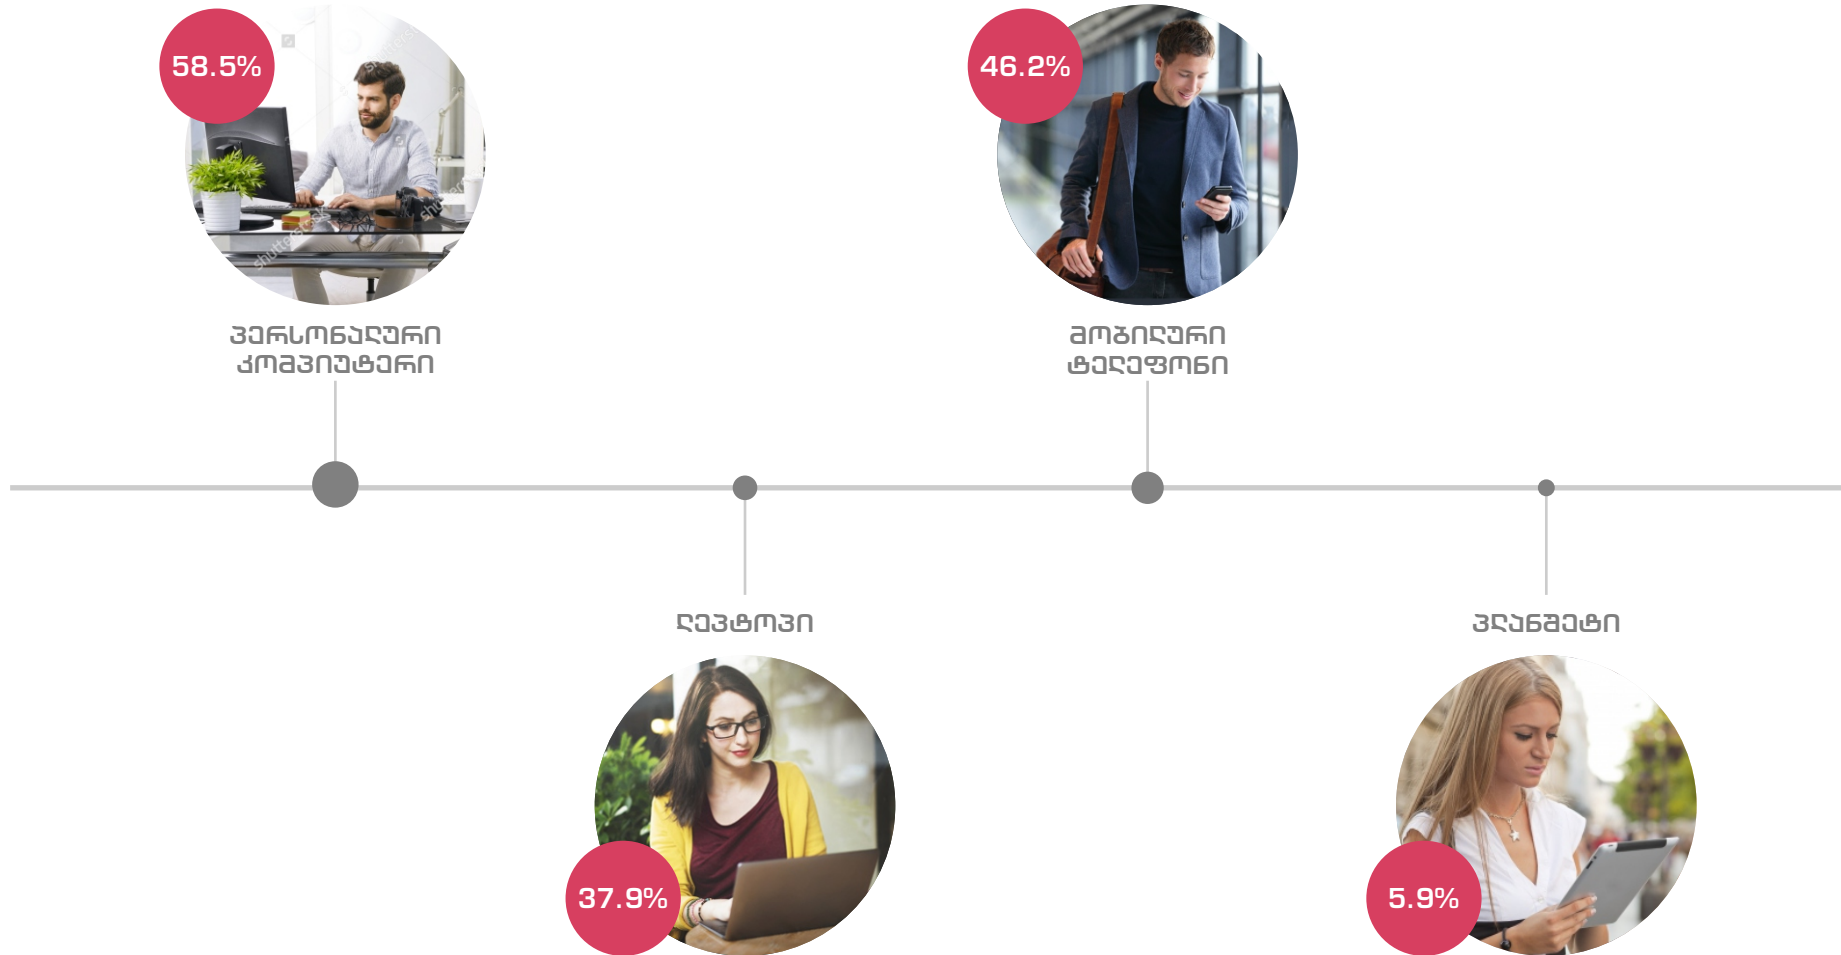 58.5%
პერსონალური
კომპიუტერი
46.2%
მობილური
ტელეფონი
ლეპტოპი
37.9%
პლანშეტი
5.9%